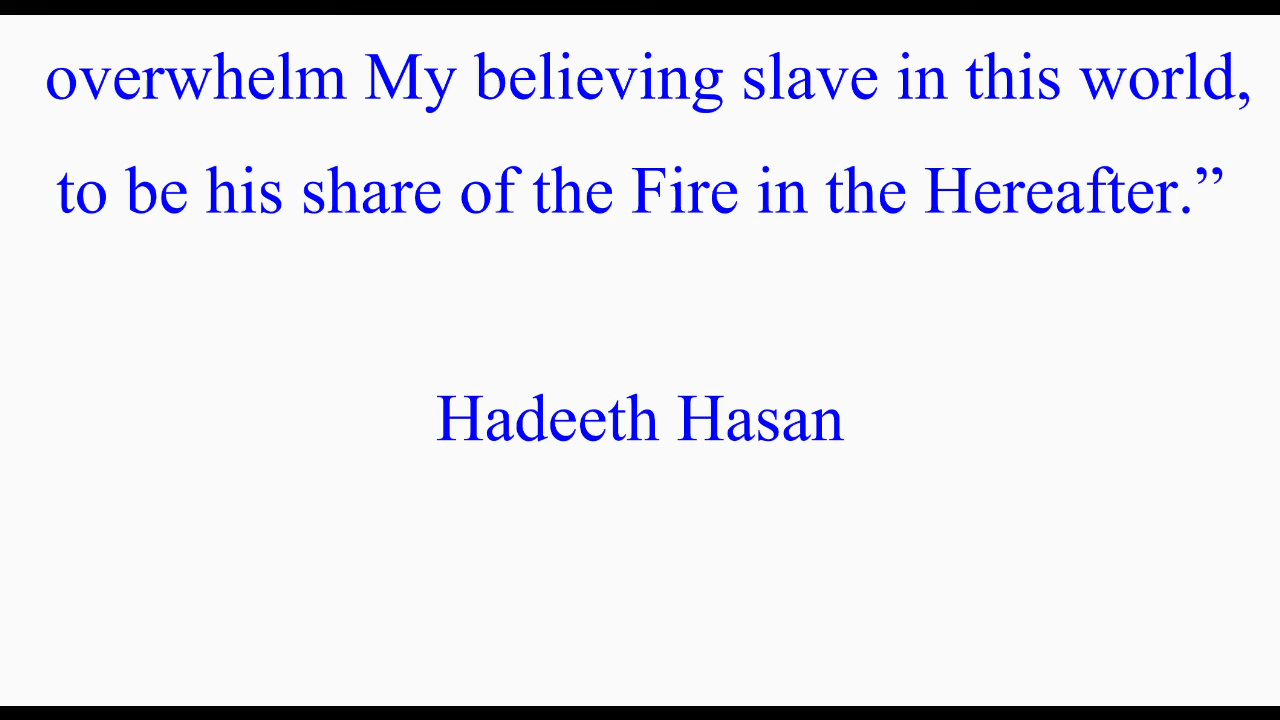 overwhelm My believing slave in this world,
to be his share of the Fire in the Hereafter.”
Hadeeth Hasan